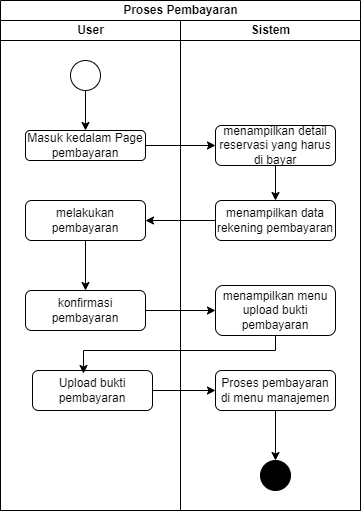 Proses Pembayaran
User
Sistem
Masuk kedalam Page
pembayaran
menampilkan detail
reservasi yang harus
di bayar
melakukan
pembayaran
menampilkan data
rekening pembayaran
konfirmasi
pembayaran
menampilkan menu
upload bukti
pembayaran
Upload bukti
pembayaran
Proses pembayaran
di menu manajemen